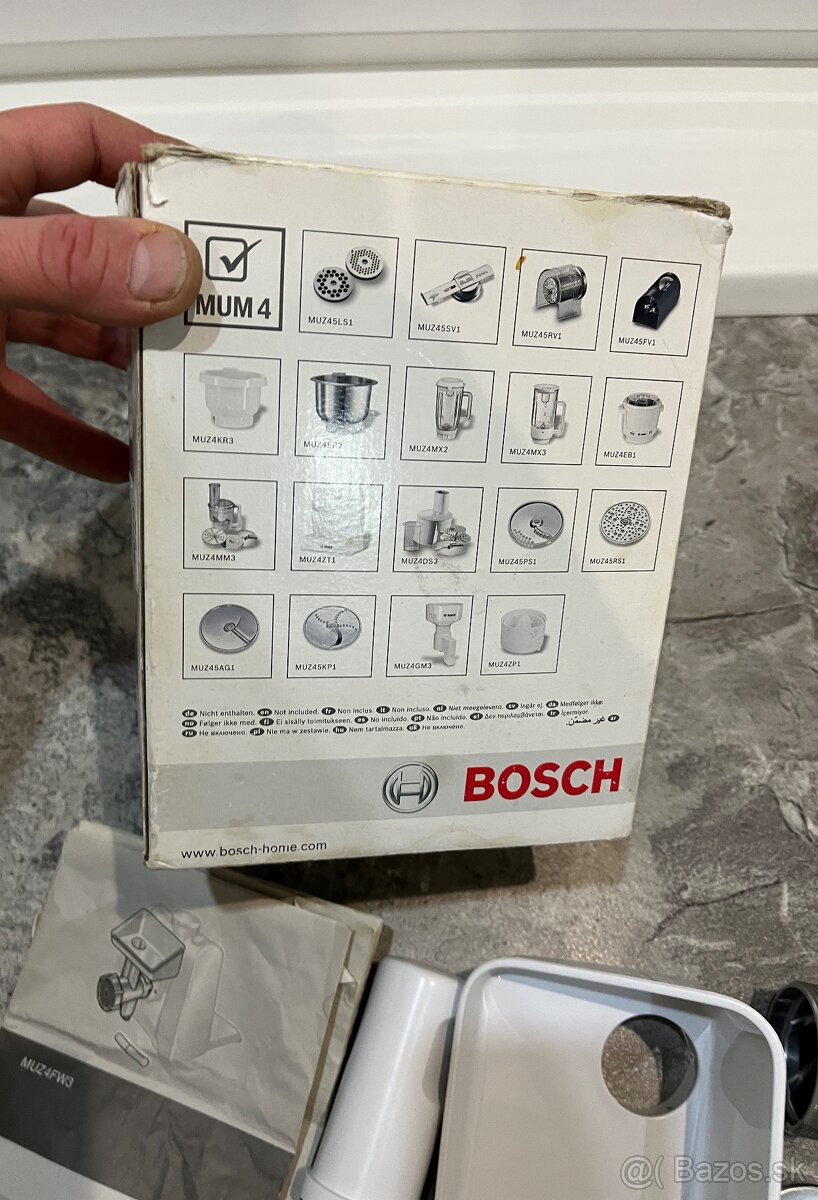 MUM 4
MUZ45LS1
MUZ45SV1
MUZ45RV1
MUZ45FV1
MUZ4KR3
MUZ4ER2
MUZ4MX2
MUZ4MX3
MUZ4EB1
MUZ4MM3
MUZ4ZT1
MUZ4DS3
MUZ45PS1
MUZ45RS1
MUZ45AG1
MUZ45KP1
MUZ4GM3
MUZ4ZP1
de Nicht enthalten. en Not included. fr Non inclus. it Non incluso. nl Niet meegeleverd. sv Ingår ej. da Medfølger ikke.
no Følger ikke med. fi Ei sisälly toimitukseen. es No incluido. pt Não incluído. el Δεν περιλαμβάνεται. tr İçermiyor.
ru Не включено. pl Nie ma w zestawie. hu Nem tartalmazza. uk Не включено. ar غير مضمّن.
BOSCH
www.bosch-home.com
MUZ4FW3
@( Bazos.sk